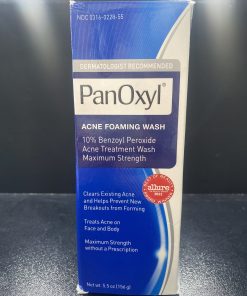 NDC 0316-0228-55
DERMATOLOGIST RECOMMENDED
PanOxyl®
ACNE FOAMING WASH
10% Benzoyl Peroxide
Acne Treatment Wash
Maximum Strength
Clears Existing Acne
and Helps Prevent New
Breakouts from Forming
allure
Treats Acne on
Face and Body
Maximum Strength
without a Prescription
Net wt. 5.5 oz (156 g)